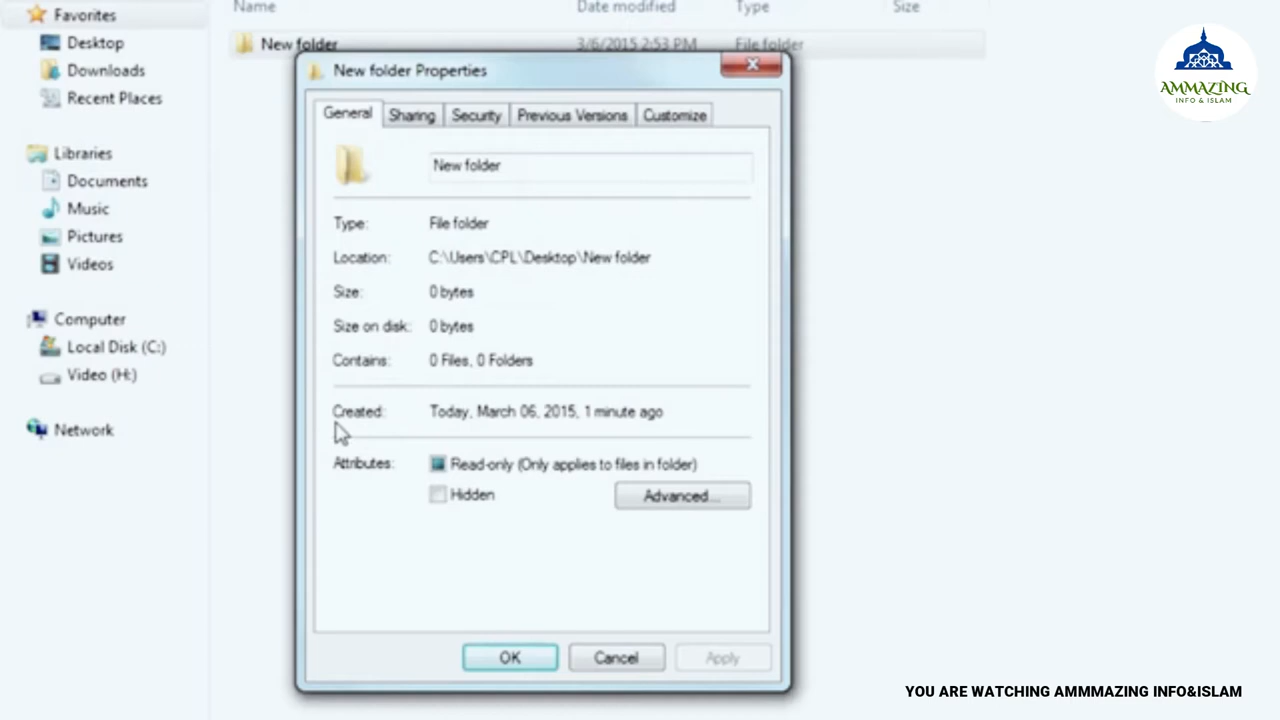 Favorites
Desktop
Downloads
Recent Places
Libraries
Documents
Music
Pictures
Videos
Computer
Local Disk (C:)
Video (H:)
Network
Name Date modified Type Size
New folder 3/6/2015 2:53 PM File folder
New folder Properties
General Sharing Security Previous Versions Customize
New folder
Type: File folder
Location: C:\Users\CPL\Desktop\New folder
Size: 0 bytes
Size on disk: 0 bytes
Contains: 0 Files, 0 Folders
Created: Today, March 06, 2015, 1 minute ago
Attributes: Read-only (Only applies to files in folder)
Hidden Advanced...
OK Cancel Apply
AMMAZING
INFO & ISLAM
YOU ARE WATCHING AMMMAZING INFO&ISLAM